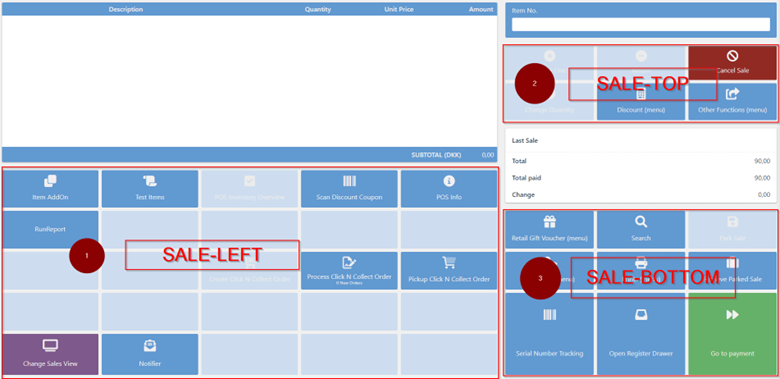 Description Quantity Unit Price Amount
Item No.
SUBTOTAL (DKK) 0,00
2
SALE-TOP
Cancel Sale
Discount (menu)
Other Functions (menu)
Last Sale
Total 90,00
Total paid 90,00
Change 0,00
Item AddOn
Test Items
Scan Discount Coupon
POS Info
RunReport
1
SALE-LEFT
Create Click N Collect Order
Process Click N Collect Order
0 New Orders
Pickup Click N Collect Order
Change Sales View
Notifier
Retail Gift Voucher (menu)
Search
Park Sale
3
SALE-BOTTOM
Parked Sale
Serial Number Tracking
Open Register Drawer
Go to payment